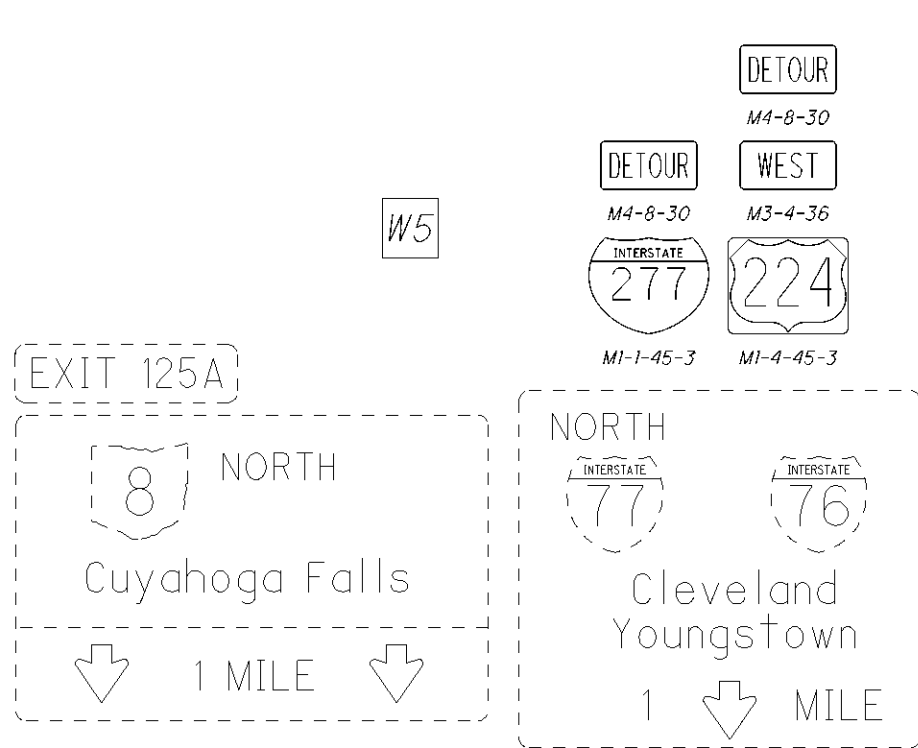 DETOUR
M4-8-30
DETOUR
WEST
M4-8-30
M3-4-36
W5
INTERSTATE
277
224
M1-1-45-3
M1-4-45-3
EXIT 125A
8
NORTH
Cuyahoga Falls
1 MILE
NORTH
INTERSTATE
77
INTERSTATE
76
Cleveland
Youngstown
1 MILE